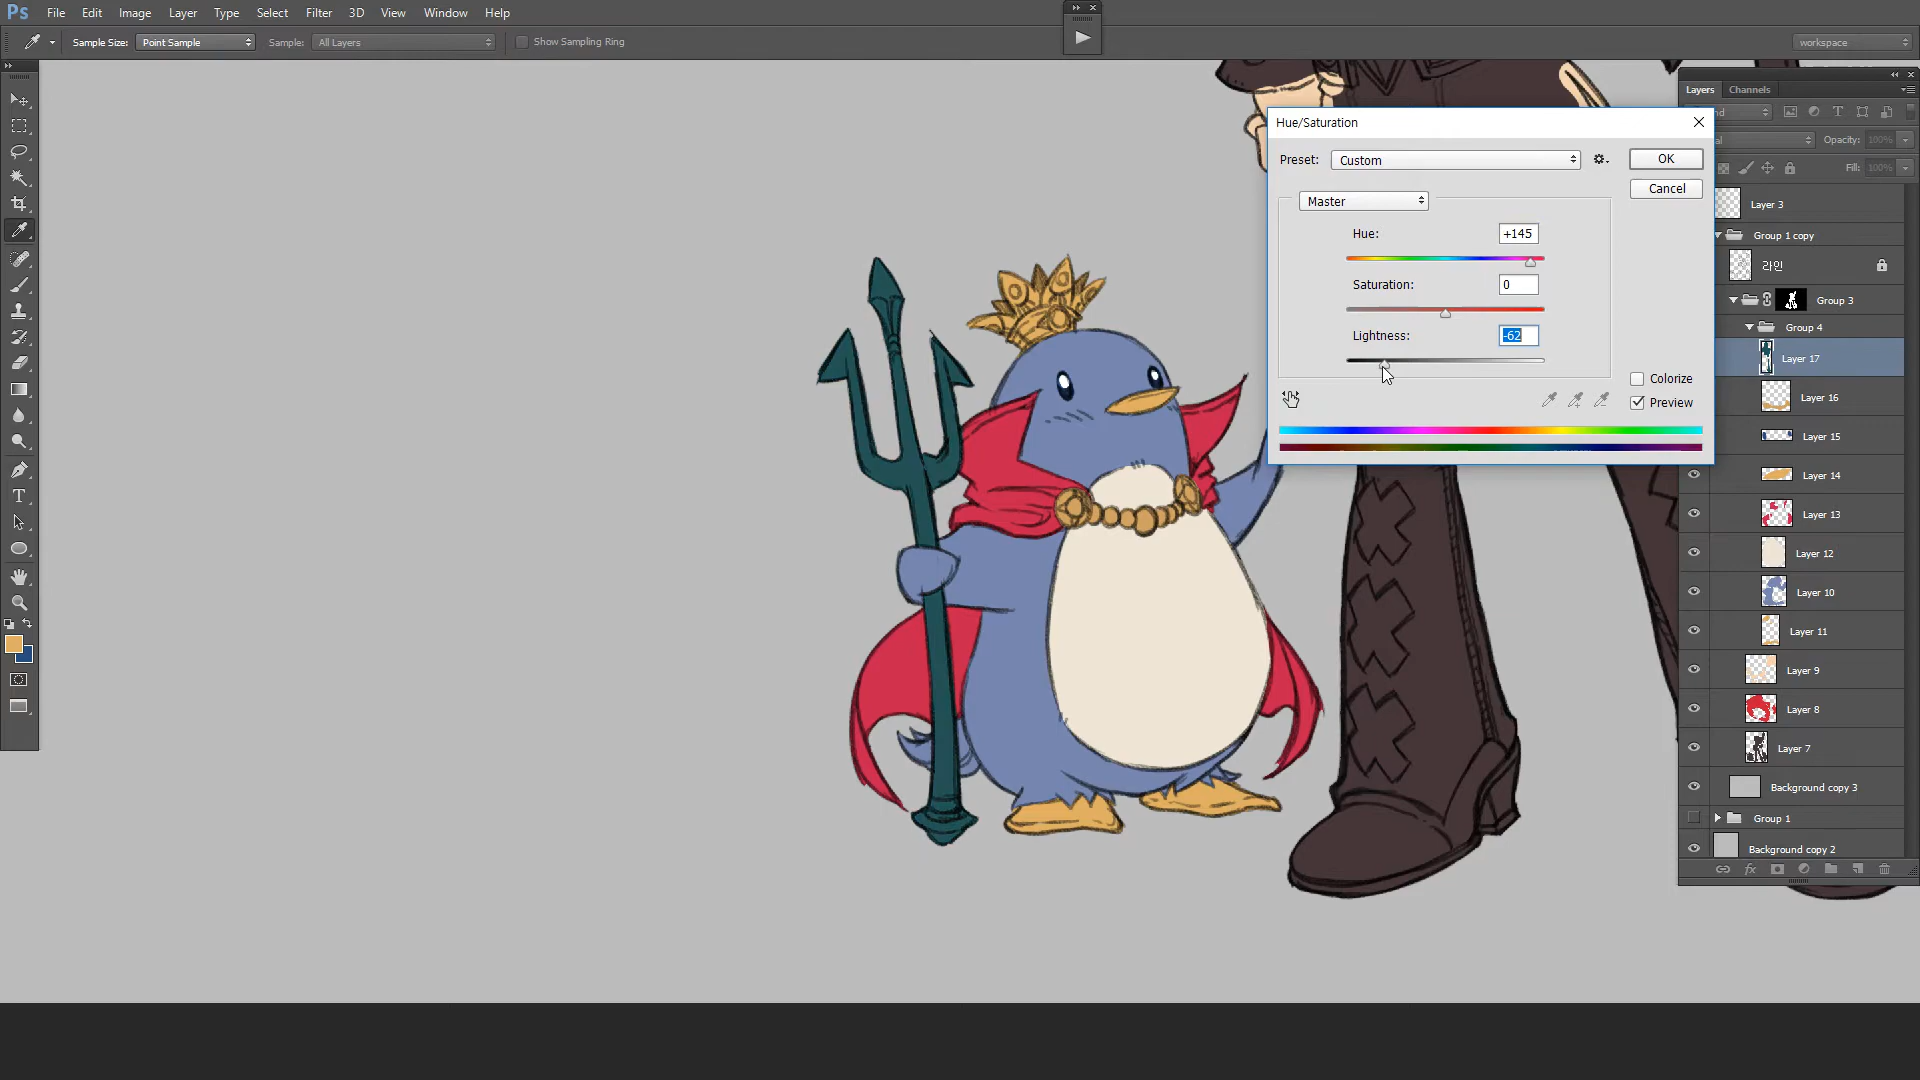 Ps File Edit Image Layer Type Select Filter 3D View Window Help
Sample Size: Point Sample Sample: All Layers Show Sampling Ring workspace
Layers Channels
Opacity: 100%
Fill: 100%
Hue/Saturation
Preset: Custom OK
Cancel
Master
Hue: +145
Saturation: 0
Lightness: -62
Colorize
Preview
Layer 3
Group 1 copy
라인
Group 3
Group 4
Layer 17
Layer 16
Layer 15
Layer 14
Layer 13
Layer 12
Layer 10
Layer 11
Layer 9
Layer 8
Layer 7
Background copy 3
Group 1
Background copy 2